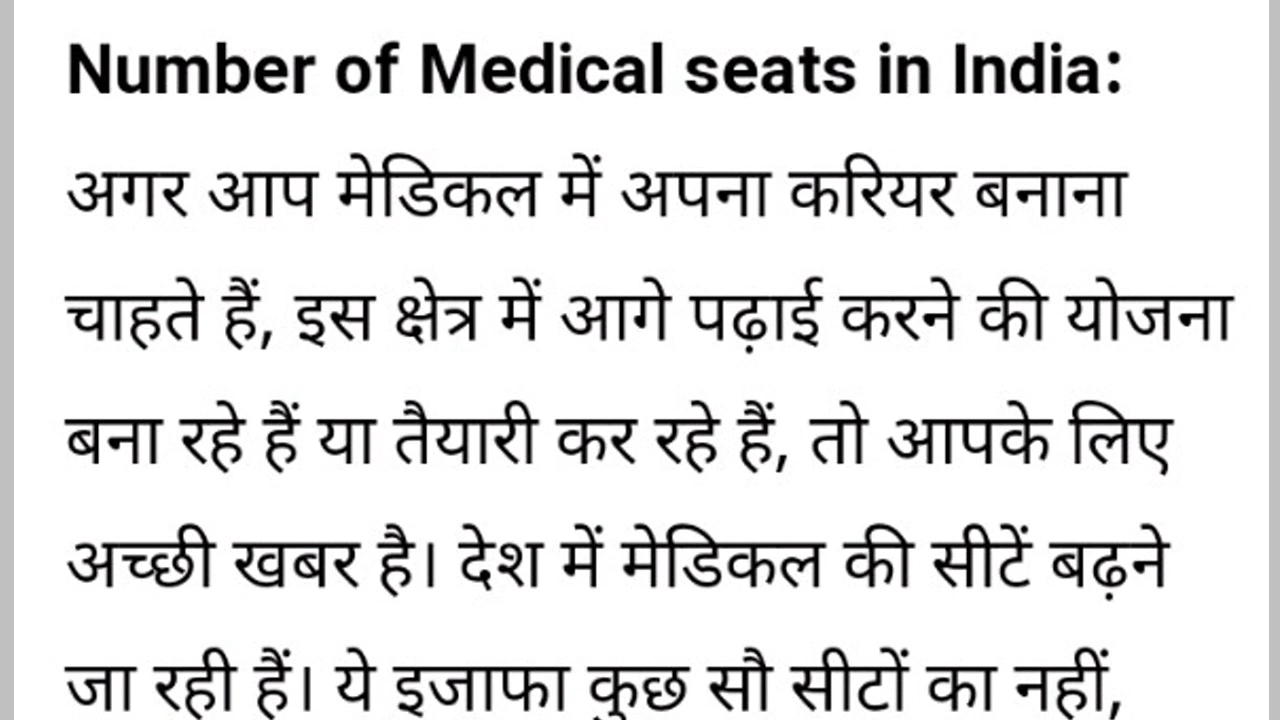 Number of Medical seats in India:
अगर आप मेडिकल में अपना करियर बनाना
चाहते हैं, इस क्षेत्र में आगे पढ़ाई करने की योजना
बना रहे हैं या तैयारी कर रहे हैं, तो आपके लिए
अच्छी खबर है। देश में मेडिकल की सीटें बढ़ने
जा रही हैं। ये इजाफा कुछ सौ सीटों का नहीं,